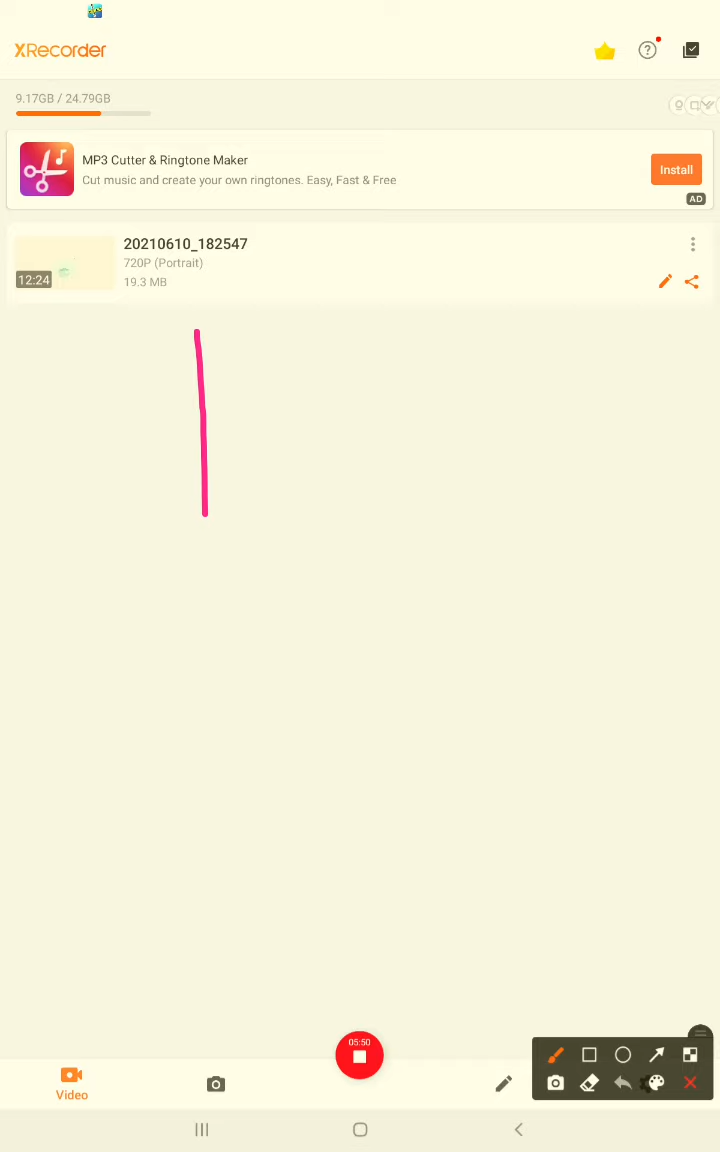 XRecorder
9.17GB / 24.79GB
MP3 Cutter & Ringtone Maker
Cut music and create your own ringtones. Easy, Fast & Free
Install
AD
20210610_182547
720P (Portrait)
12:24
19.3 MB
05:50
Video